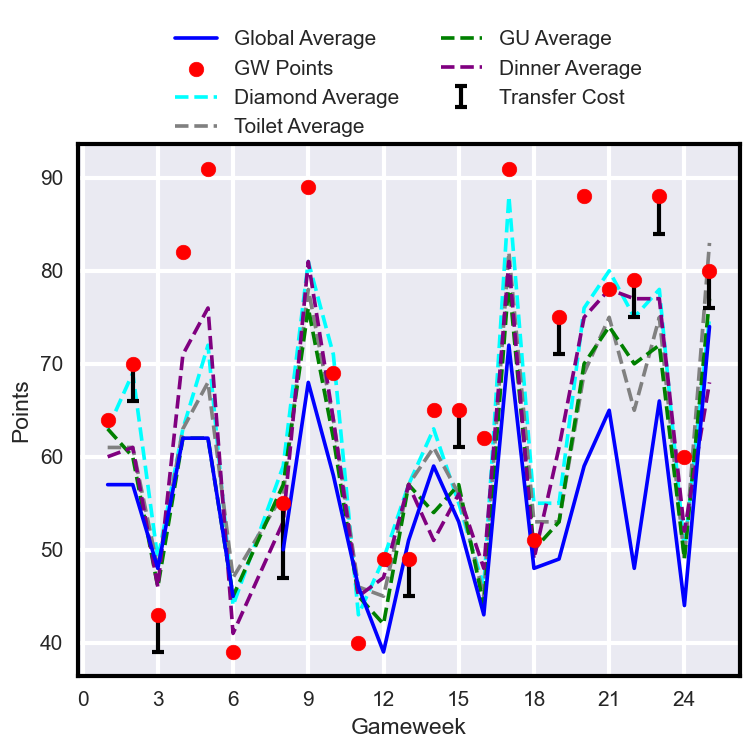 Global Average
GW Points
Diamond Average
Toilet Average
GU Average
Dinner Average
Transfer Cost
Points
90
80
70
60
50
40
0 3 6 9 12 15 18 21 24
Gameweek